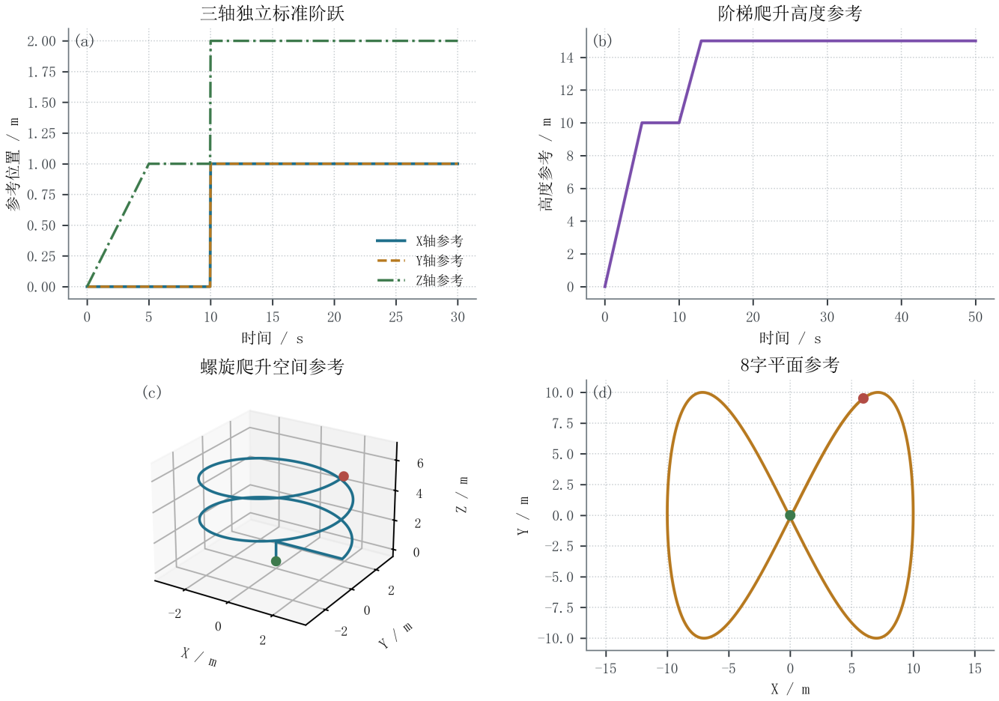 三轴独立标准阶跃
(a)
2.00
1.75
1.50
1.25
1.00
0.75
0.50
0.25
0.00
参考位置 / m
X轴参考
Y轴参考
Z轴参考
0 5 10 15 20 25 30
时间 / s
阶梯爬升高度参考
(b)
14
12
10
8
6
4
2
0
高度参考 / m
0 10 20 30 40 50
时间 / s
螺旋爬升空间参考
(c)
6
4
2
0
Z / m
−2 0 2
X / m
−2 0 2
Y / m
8字平面参考
(d)
10.0
7.5
5.0
2.5
0.0
−2.5
−5.0
−7.5
−10.0
Y / m
−15 −10 −5 0 5 10 15
X / m